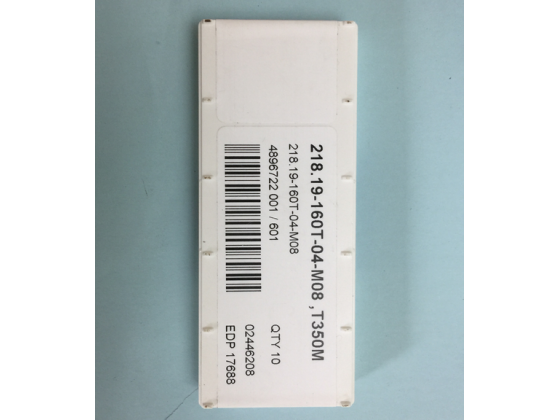 218.19-160T-04-M08 ,T350M
218.19-160T-04-M08 QTY 10
4896722 001 / 601 02446208
EDP 17688